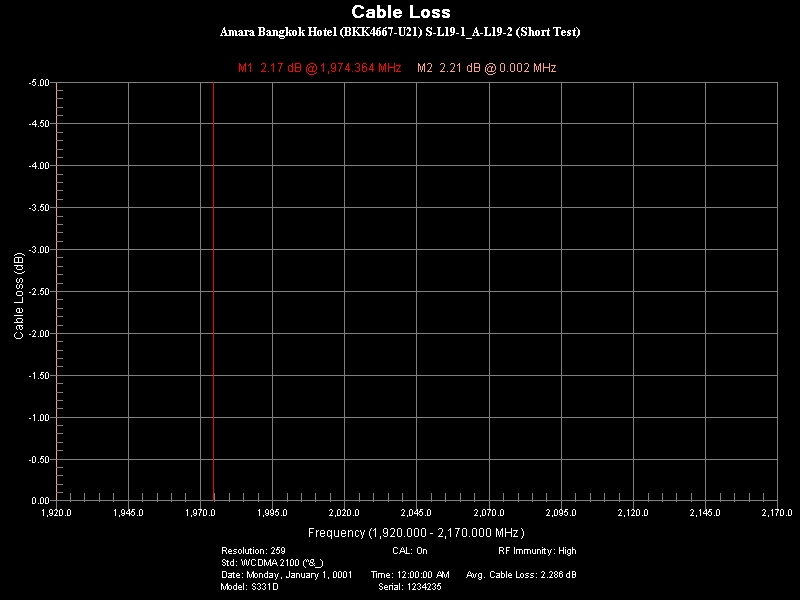 Cable Loss
Amara Bangkok Hotel (BKK4667-U21) S-L19-1_A-L19-2 (Short Test)
M1 2.17 dB @ 1,974.364 MHz M2 2.21 dB @ 0.002 MHz
-5.00
-4.50
-4.00
-3.50
-3.00
-2.50
-2.00
-1.50
-1.00
-0.50
0.00
Cable Loss (dB)
1,920.0 1,945.0 1,970.0 1,995.0 2,020.0 2,045.0 2,070.0 2,095.0 2,120.0 2,145.0 2,170.0
Frequency (1,920.000 - 2,170.000 MHz )
Resolution: 259 CAL: On RF Immunity: High
Std: WCDMA 2100 (^&_)
Date: Monday, January 1, 0001 Time: 12:00:00 AM Avg. Cable Loss: 2.286 dB
Model: S331D Serial: 1234235